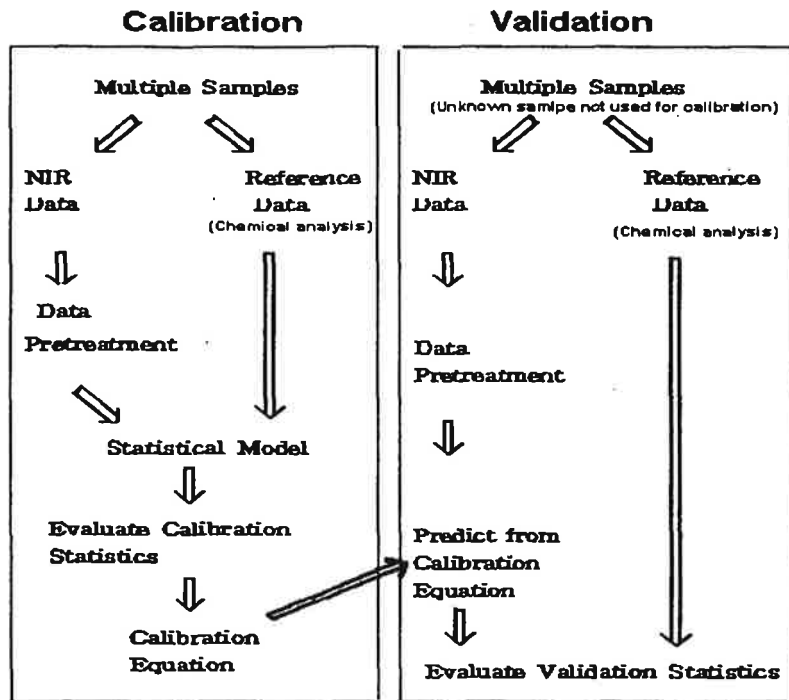 Calibration
Multiple Samples
NIR
Data
Reference
Data
(Chemical analysis)
Data
Pretreatment
Statistical Model
Evaluate Calibration
Statistics
Calibration
Equation
Validation
Multiple Samples
(Unknown samlpe not used for calibration)
NIR
Data
Reference
Data
(Chemical analysis)
Data
Pretreatment
Predict from
Calibration
Equation
Evaluate Validation Statistics